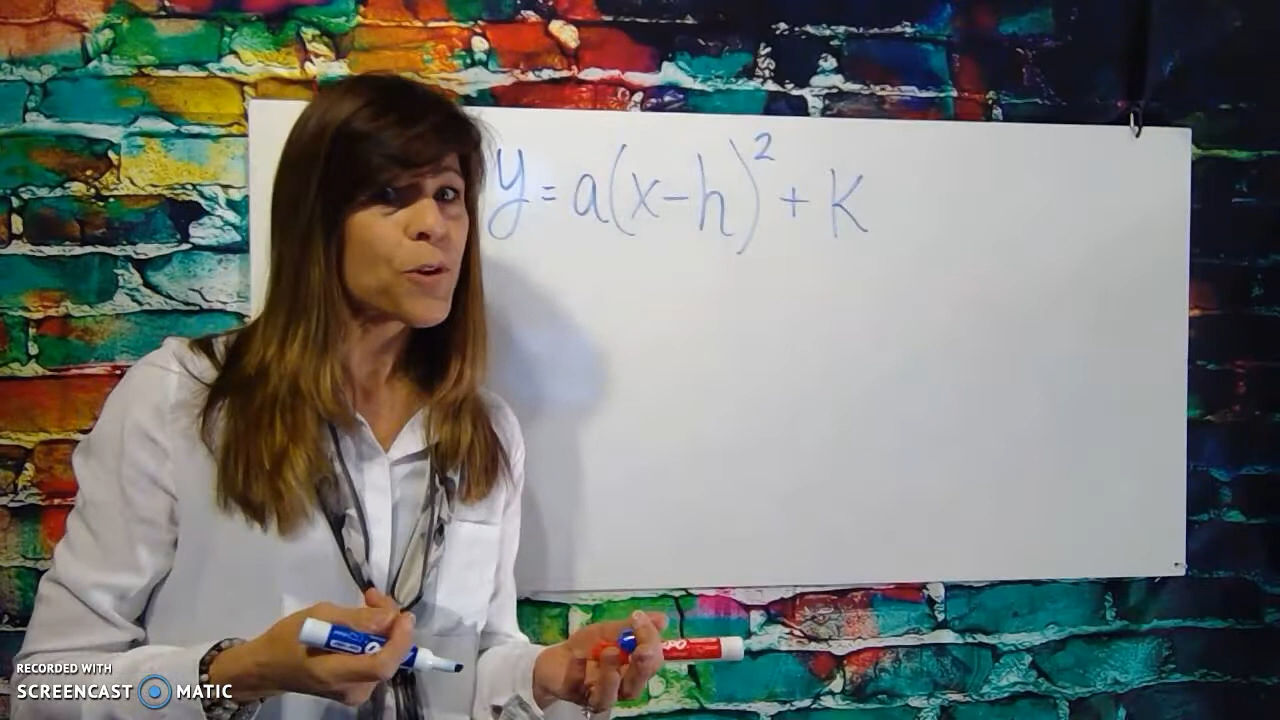 y = a(x-h)² + K
RECORDED WITH
SCREENCAST MATIC